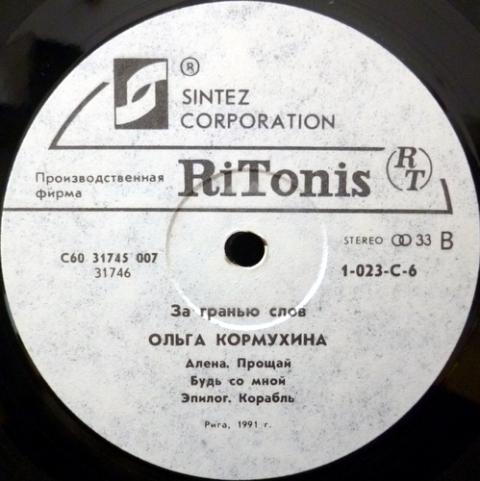 ®
SINTEZ
CORPORATION
Производственная
фирма
RiTonis
RT
STEREO 33 B
С60 31745 007
31746
1-023-С-6
За гранью слов
ОЛЬГА КОРМУХИНА
Алена. Прощай
Будь со мной
Эпилог. Корабль
Рига, 1991 г.